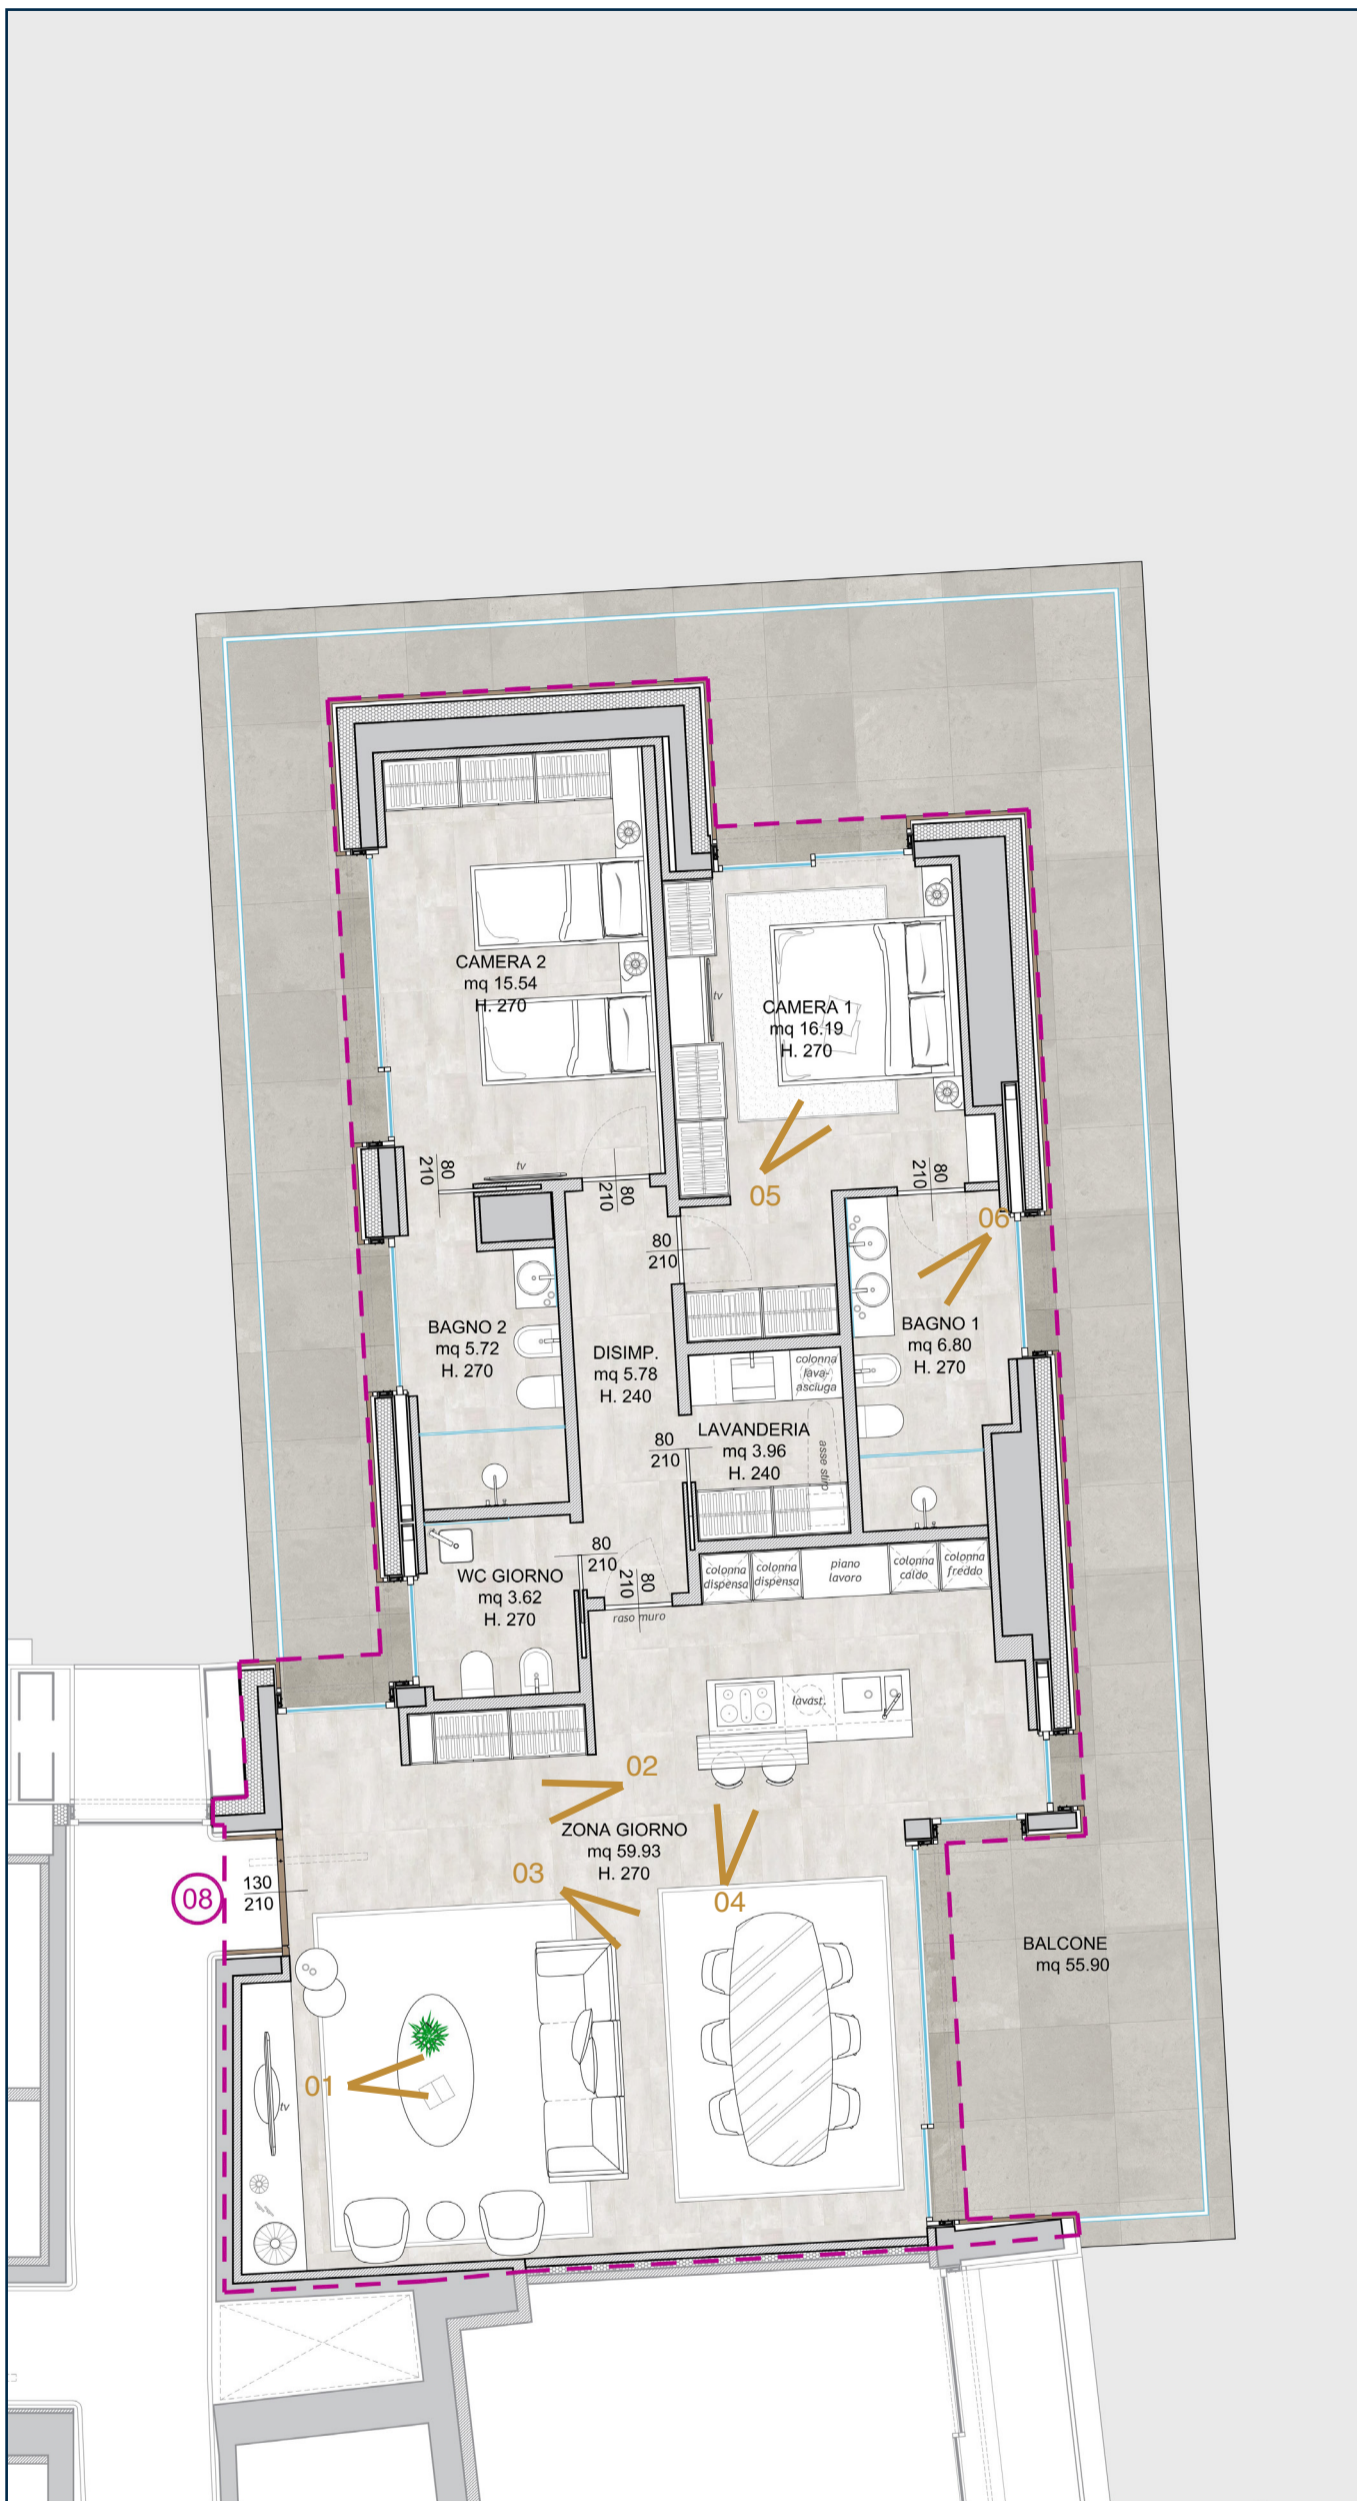 CAMERA 2
mq 15.54
H. 270
tv
CAMERA 1
mq 16.19
H. 270
80
210
tv
80
210
80
210
05
06
80
210
BAGNO 2
mq 5.72
H. 270
DISIMP.
mq 5.78
H. 240
BAGNO 1
mq 6.80
H. 270
colonna
lava-
asciuga
LAVANDERIA
mq 3.96
H. 240
80
210
asse stiro
WC GIORNO
mq 3.62
H. 270
80
210
80
210
raso muro
colonna
dispensa
colonna
dispensa
piano
lavoro
colonna
caldo
colonna
freddo
lavast.
02
ZONA GIORNO
mq 59.93
H. 270
03
04
08
130
210
BALCONE
mq 55.90
01
tv